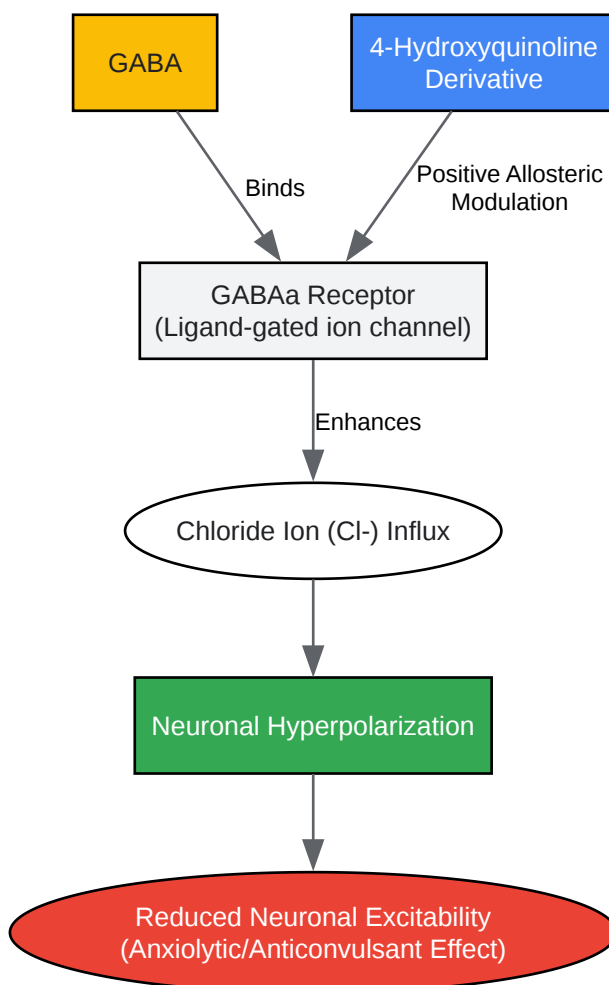 GABA
4-Hydroxyquinoline
Derivative
Binds
Positive Allosteric
Modulation
GABAa Receptor
(Ligand-gated ion channel)
Enhances
Chloride Ion (Cl-) Influx
Neuronal Hyperpolarization
Reduced Neuronal Excitability
(Anxiolytic/Anticonvulsant Effect)